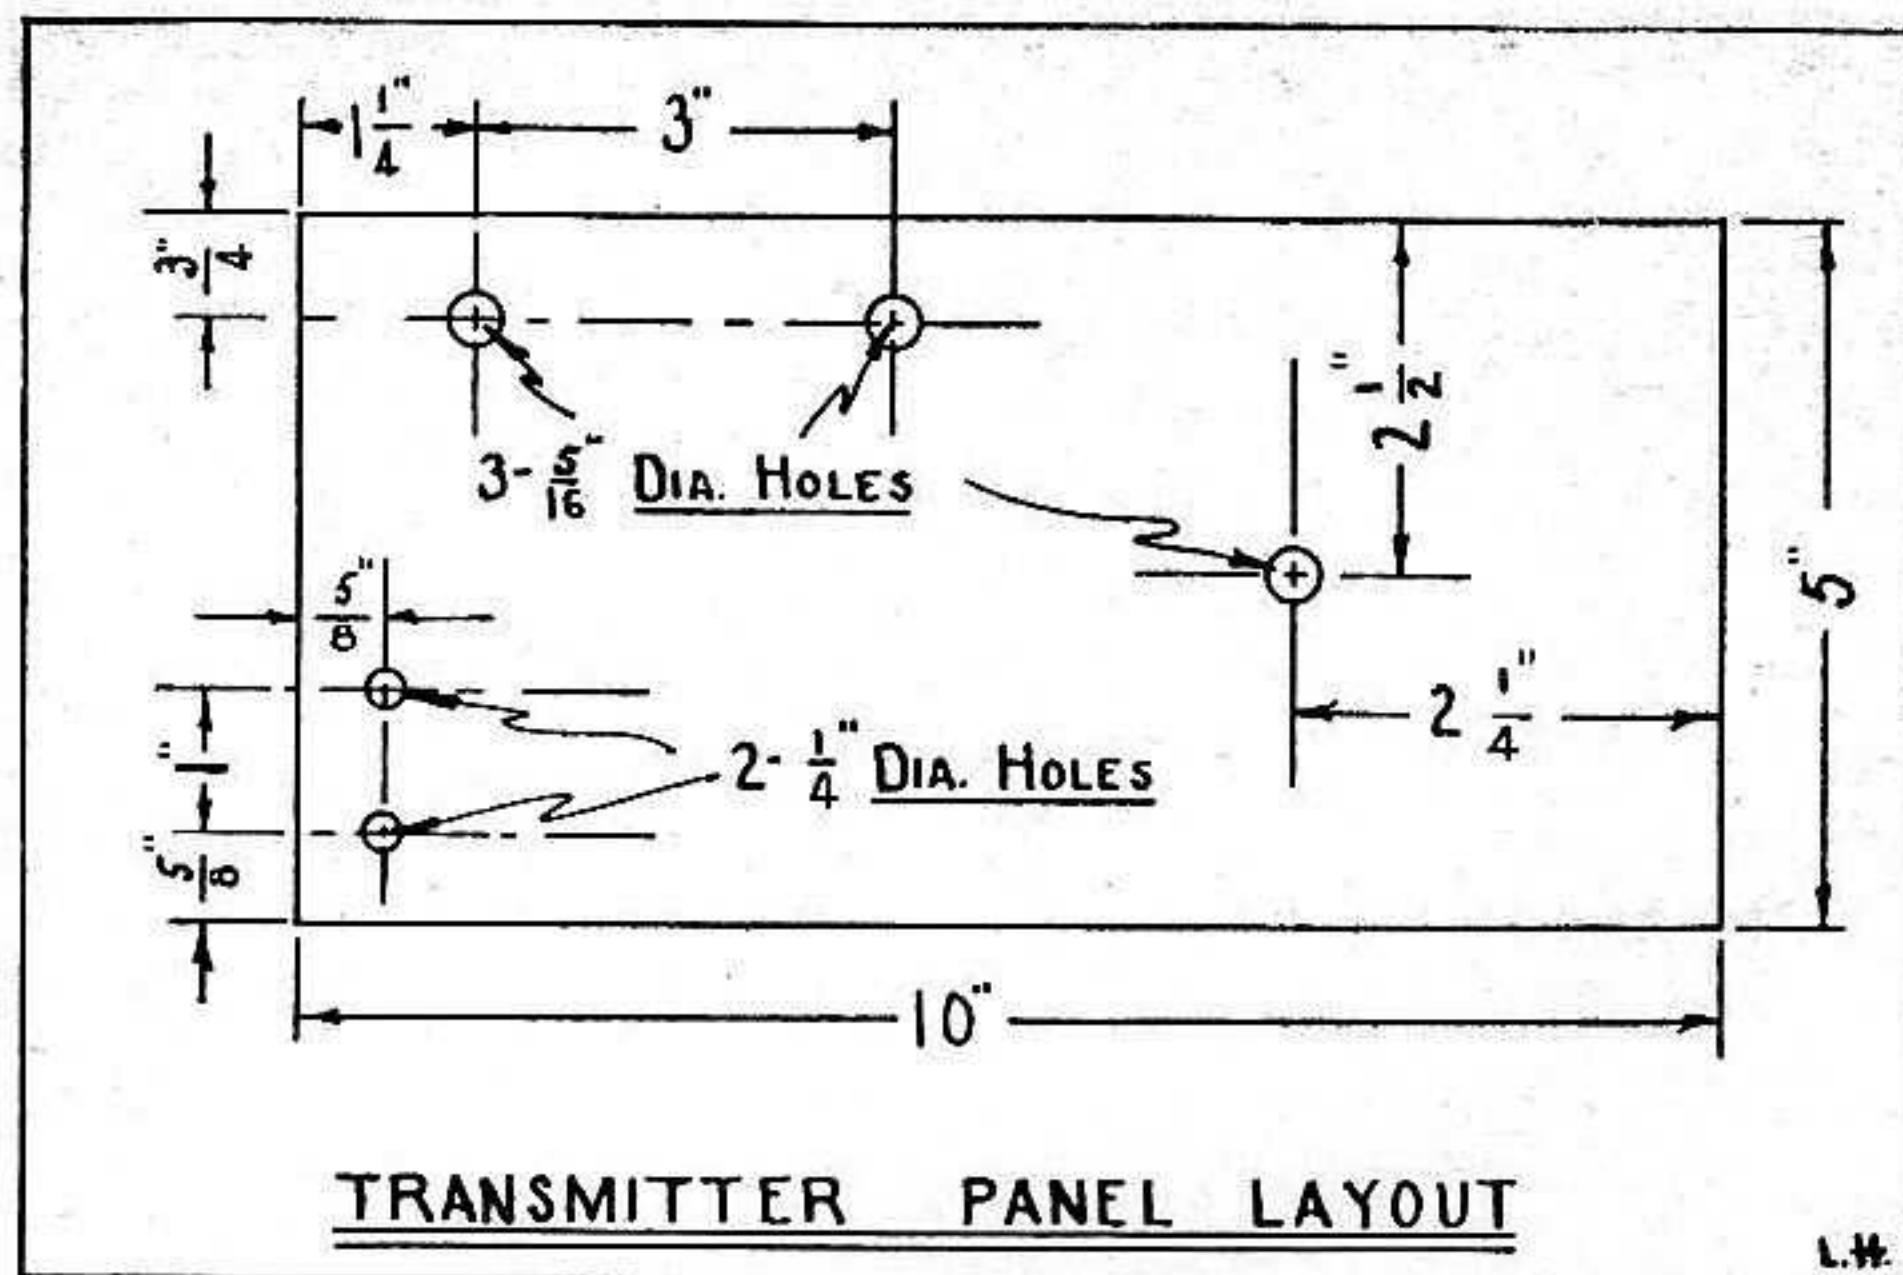 1 1/4"
3"
3/4"
2 1/2"
3-5/16" DIA. HOLES
5/8"
5"
2 1/4"
1"
2-1/4" DIA. HOLES
5/8"
10"
TRANSMITTER PANEL LAYOUT
L.H.